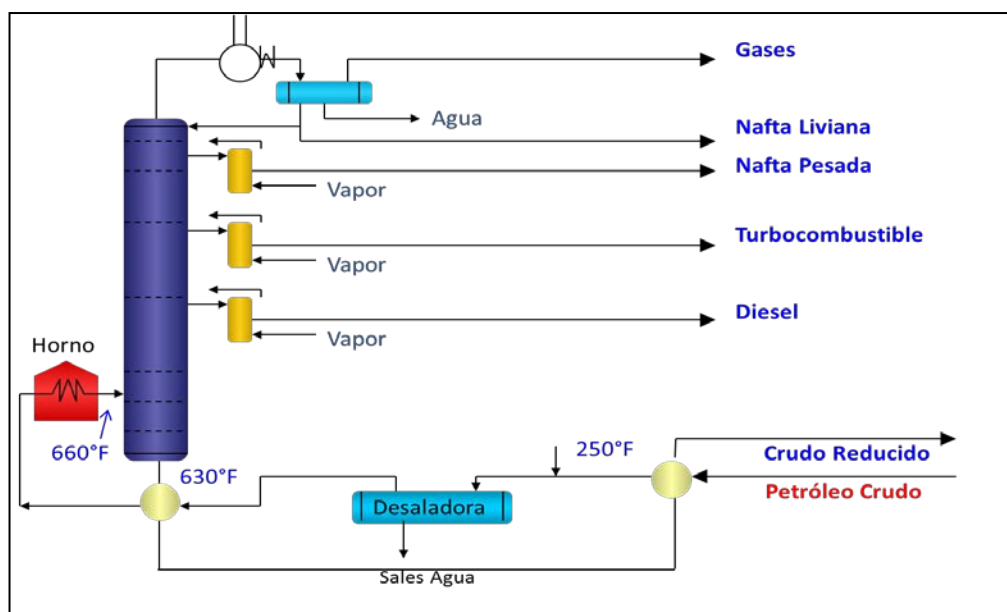 Gases
Agua
Nafta Liviana
Nafta Pesada
Vapor
Turbocombustible
Vapor
Diesel
Vapor
Horno
660°F
630°F
250°F
Crudo Reducido
Petróleo Crudo
Desaladora
Sales Agua